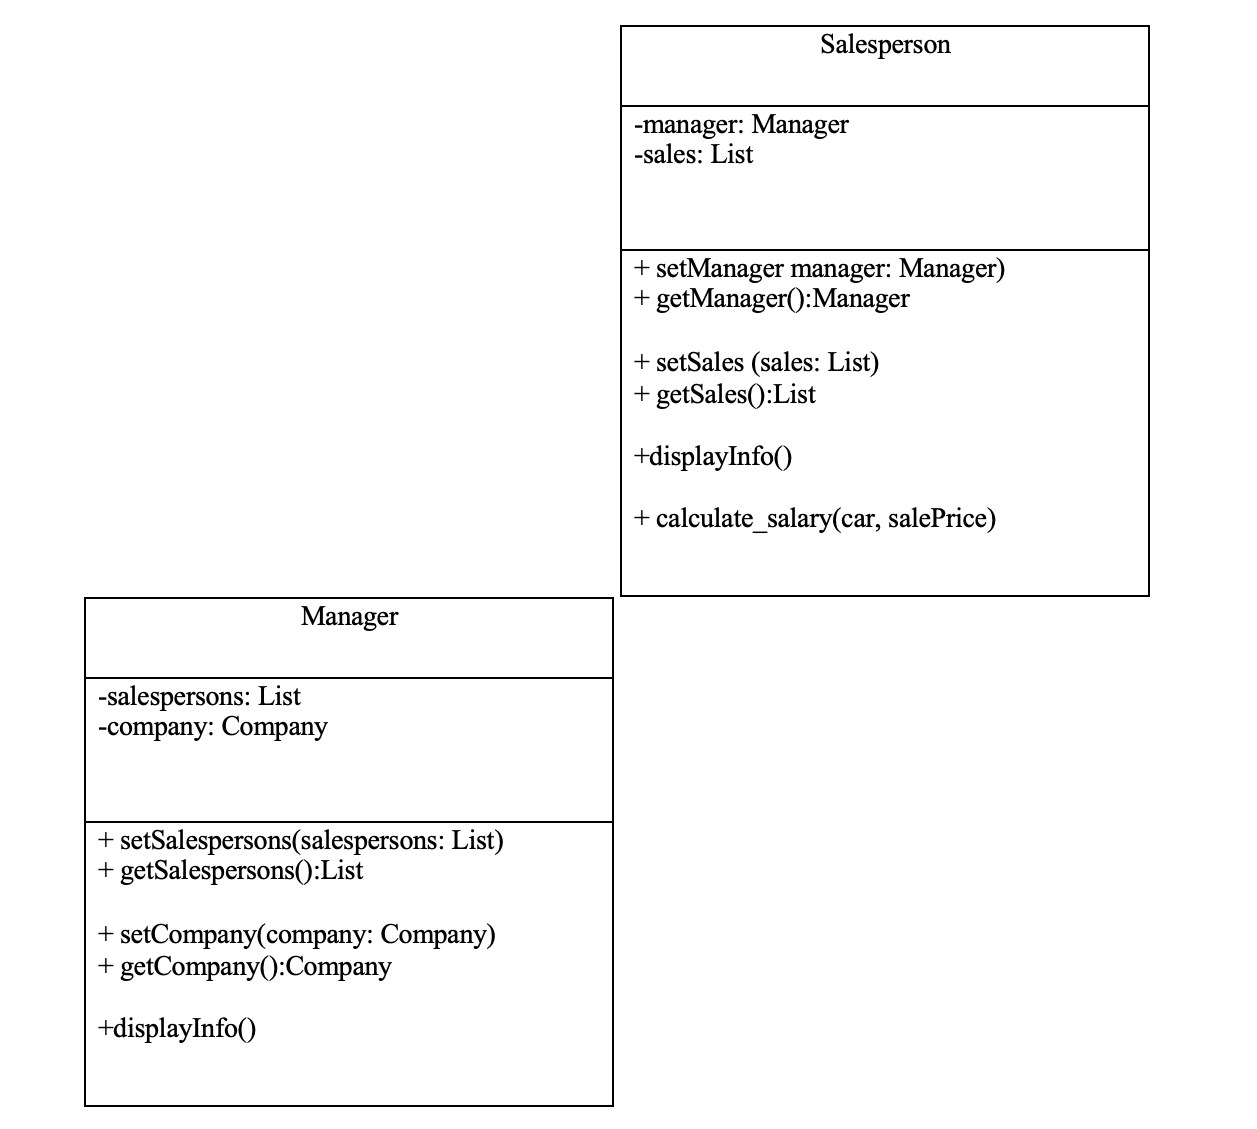 Salesperson
-manager: Manager
-sales: List
+ setManager manager: Manager)
+ getManager():Manager
+ setSales (sales: List)
+ getSales():List
+displayInfo()
+ calculate_salary(car, salePrice)
Manager
-salespersons: List
-company: Company
+ setSalespersons(salespersons: List)
+ getSalespersons():List
+ setCompany(company: Company)
+ getCompany():Company
+displayInfo()